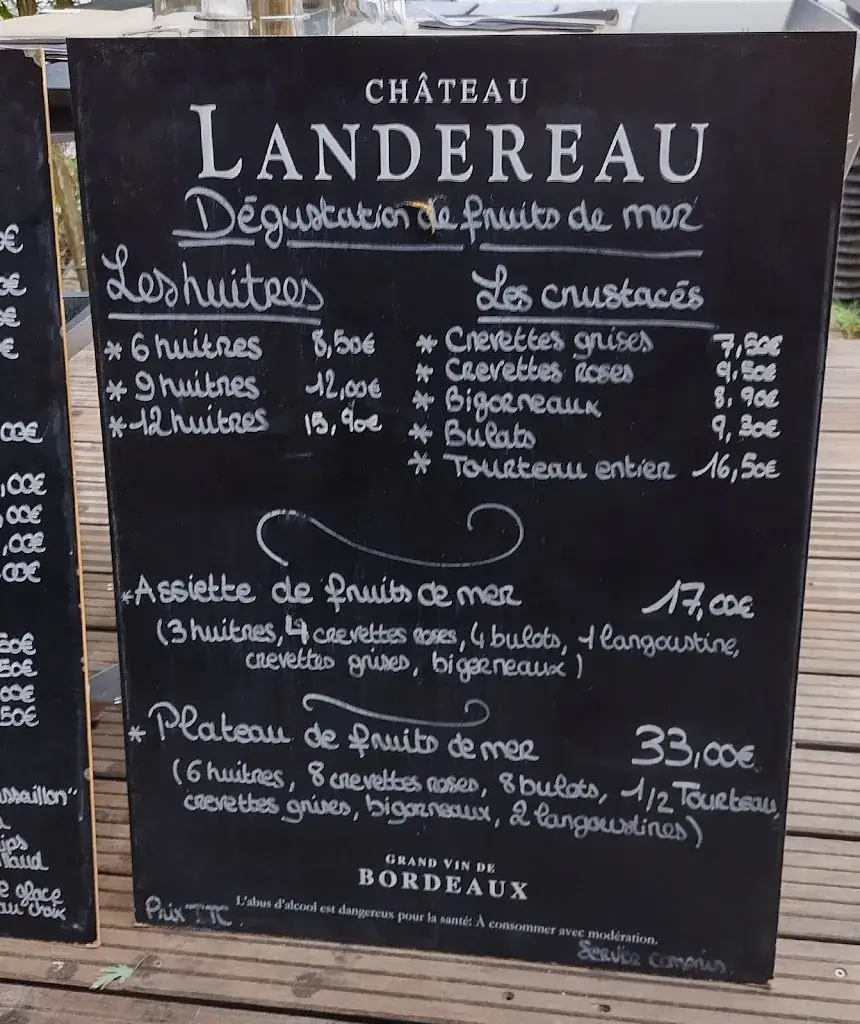 CHÂTEAU
LANDEREAU
Dégustation de fruits de mer
Les huitres
* 6 huitres 8,50€
* 9 huitres 12,00€
* 12 huitres 15,90€
Les crustacés
* Crevettes grises 7,50€
* Crevettes roses 9,50€
* Bigorneaux 8,90€
* Bulots 9,30€
* Tourteau entier 16,50€
* Assiette de fruits de mer 17,00€
(3 huitres, 4 crevettes roses, 4 bulots, 1 langoustine,
crevettes grises, bigorneaux)
* Plateau de fruits de mer 33,00€
(6 huitres, 8 crevettes roses, 8 bulots, 1/2 Tourteau,
crevettes grises, bigorneaux, 2 langoustines)
GRAND VIN DE
BORDEAUX
L'abus d'alcool est dangereux pour la santé: À consommer avec modération.
Prix TTC
Service compris